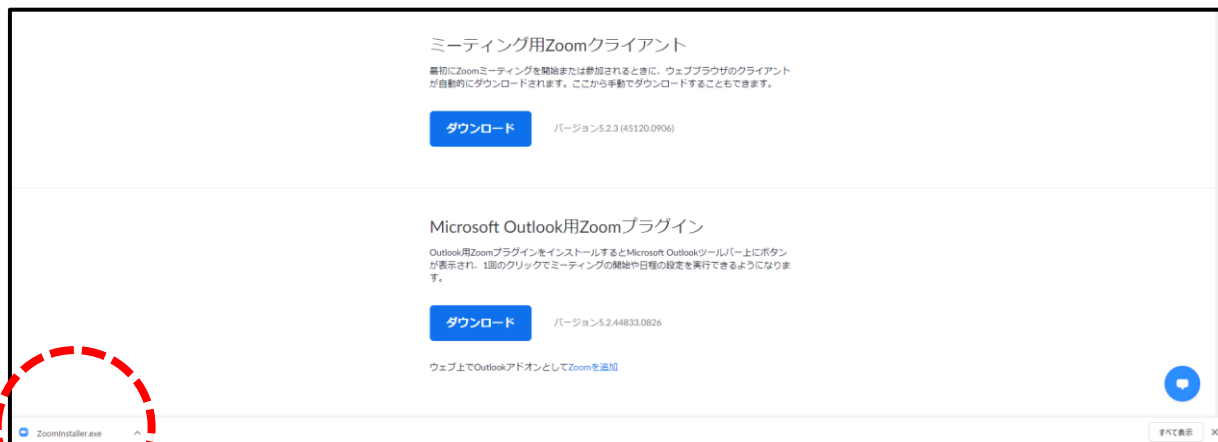 ミーティング用Zoomクライアント
最初にZoomミーティングを開始または参加されるときに、ウェブブラウザのクライアント
が自動的にダウンロードされます。ここから手動でダウンロードすることもできます。
ダウンロード バージョン5.2.3 (45120.0906)
Microsoft Outlook用Zoomプラグイン
Outlook用ZoomプラグインをインストールするとMicrosoft Outlookツールバー上にボタン
が表示され、1回のクリックでミーティングの開始や日程の設定を実行できるようになりま
す。
ダウンロード バージョン5.2.44833.0826
ウェブ上でOutlookアドオンとしてZoomを追加
ZoomInstaller.exe すべて表示